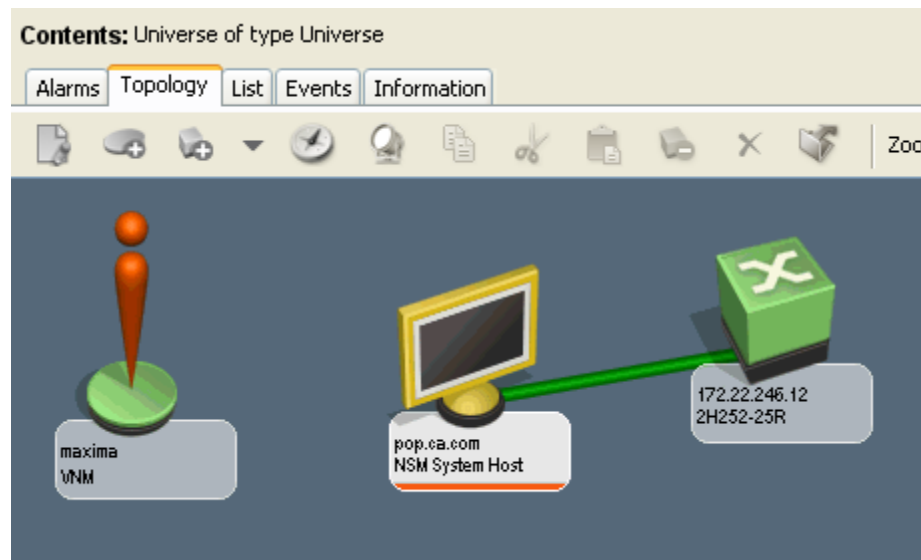 Contents: Universe of type Universe
Alarms Topology List Events Information
Zoo
maxima
VNM
pop.ca.com
NSM System Host
172.22.246.12
2H252-25R